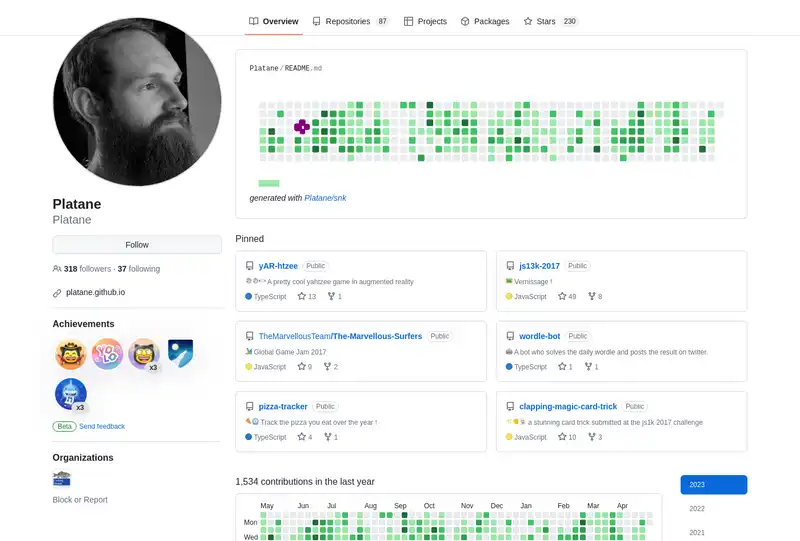 Overview
Repositories 87
Projects
Packages
Stars 230
Platane/README.md
generated with Platane/snk
Platane
Platane
Follow
318 followers · 37 following
platane.github.io
Achievements
YOLO
x3
x3
Beta Send feedback
Organizations
Block or Report
Pinned
yAR-htzee Public
A pretty cool yahtzee game in augmented reality
TypeScript 13 1
js13k-2017 Public
Vernissage !
JavaScript 49 8
TheMarvellousTeam/The-Marvellous-Surfers Public
Global Game Jam 2017
JavaScript 9 2
wordle-bot Public
A bot who solves the daily wordle and posts the result on twitter.
TypeScript 1 1
pizza-tracker Public
Track the pizza you eat over the year !
TypeScript 4 1
clapping-magic-card-trick Public
a stunning card trick submitted at the js1k 2017 challenge
JavaScript 10 3
1,534 contributions in the last year
May Jun Jul Aug Sep Oct Nov Dec Jan Feb Mar Apr
Mon
Wed
2023
2022
2021